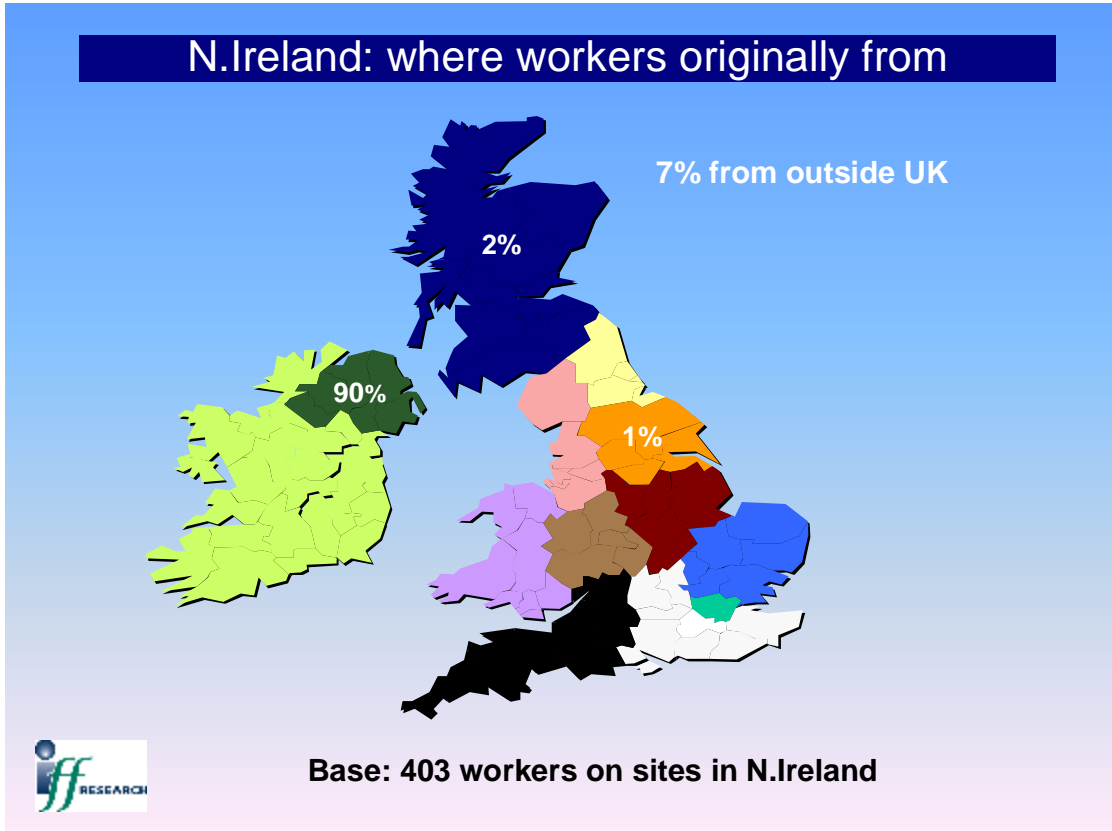 N.Ireland: where workers originally from
7% from outside UK
2%
90%
1%
iff
RESEARCH
Base: 403 workers on sites in N.Ireland